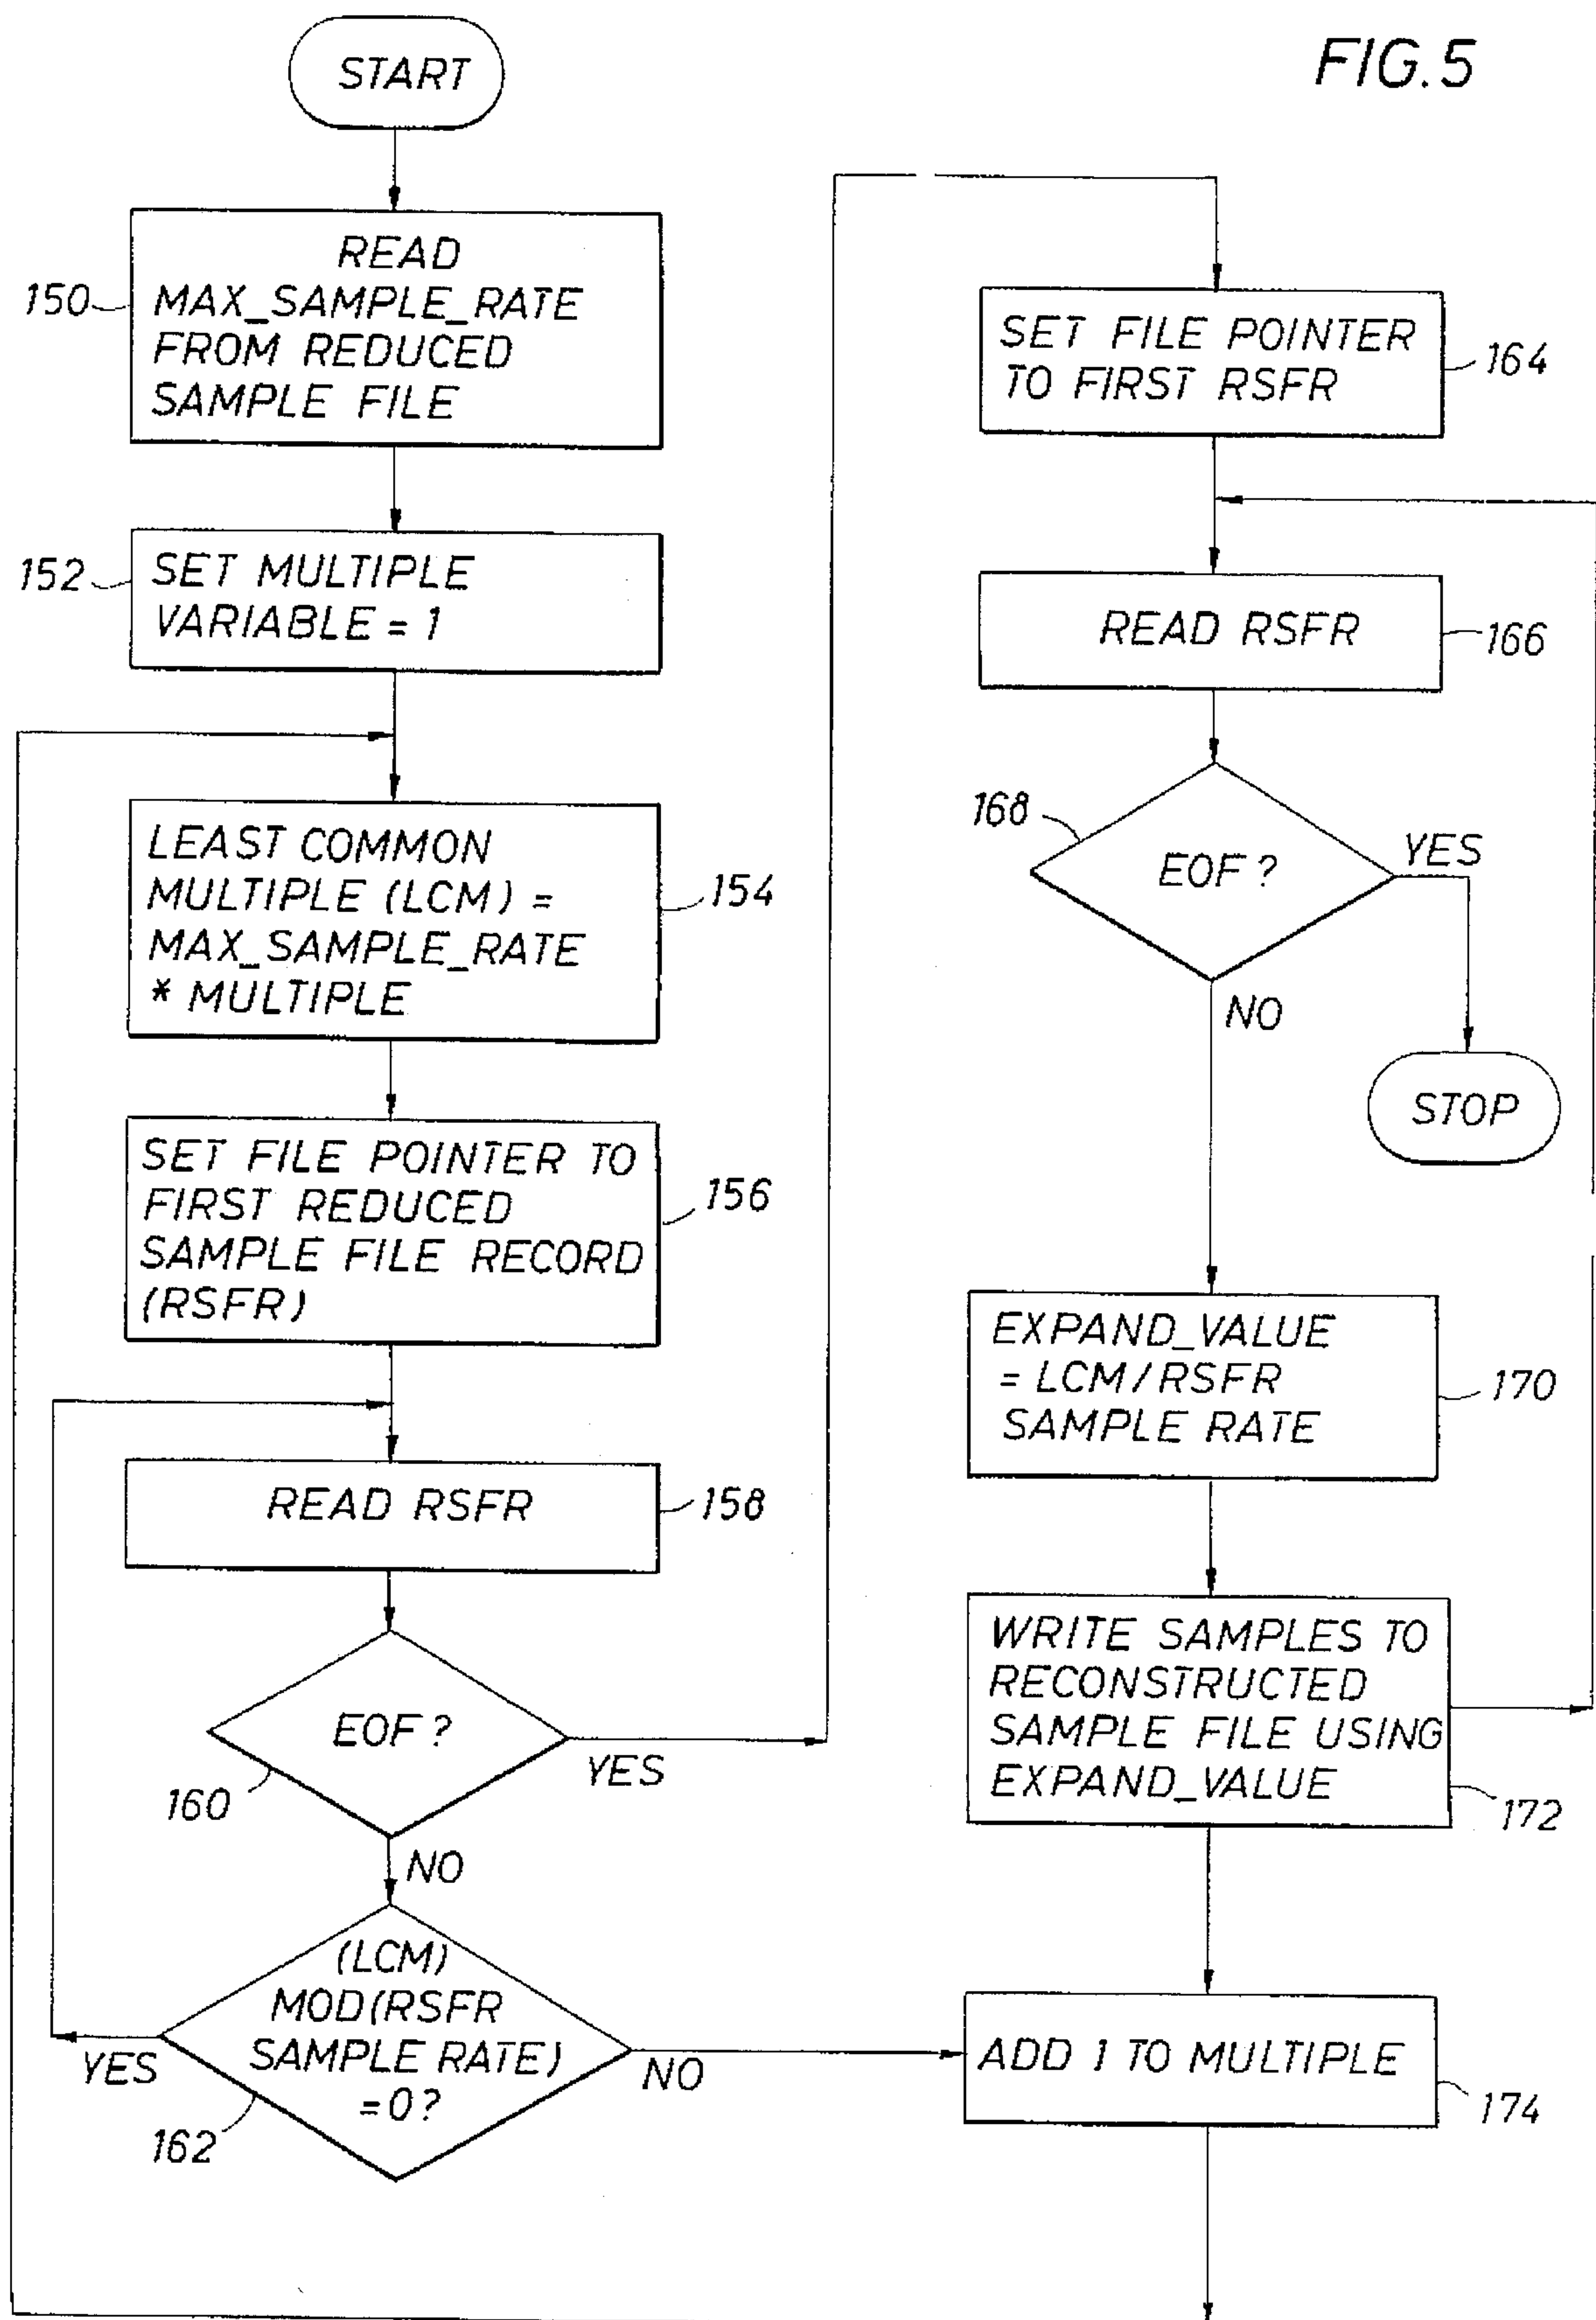 FIG.5
START
150
READ
MAX_SAMPLE_RATE
FROM REDUCED
SAMPLE FILE
152
SET MULTIPLE
VARIABLE = 1
LEAST COMMON
MULTIPLE (LCM) =
MAX_SAMPLE_RATE
* MULTIPLE
154
SET FILE POINTER TO
FIRST REDUCED
SAMPLE FILE RECORD
(RSFR)
156
READ RSFR
158
EOF?
YES
160
NO
(LCM)
MOD(RSFR
SAMPLE RATE)
=0?
YES
NO
162
SET FILE POINTER
TO FIRST RSFR
164
READ RSFR
166
168
EOF?
YES
NO
STOP
EXPAND_VALUE
= LCM/RSFR
SAMPLE RATE
170
WRITE SAMPLES TO
RECONSTRUCTED
SAMPLE FILE USING
EXPAND_VALUE
172
ADD 1 TO MULTIPLE
174